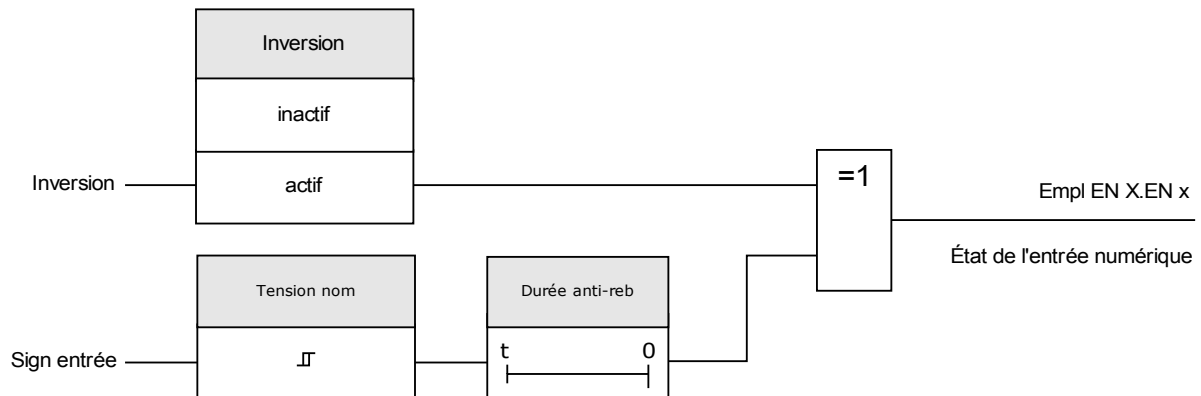 Inversion
inactif
Inversion
actif
=1
Empl EN X.EN x
État de l'entrée numérique
Tension nom
Durée anti-reb
Sign entrée
t
0